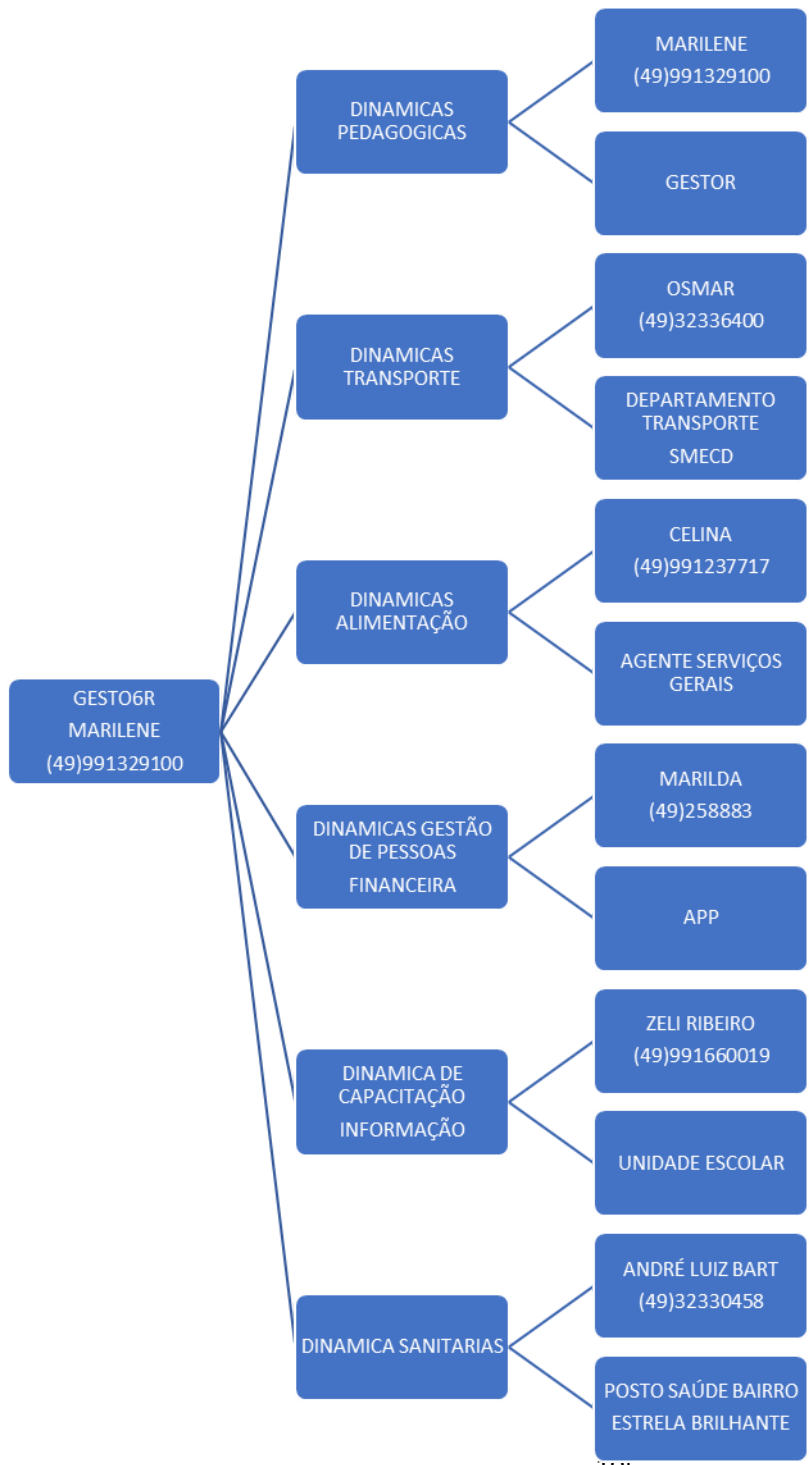 MARILENE
(49)991329100
DINAMICAS
PEDAGOGICAS
GESTOR
OSMAR
(49)32336400
DINAMICAS
TRANSPORTE
DEPARTAMENTO
TRANSPORTE
SMECD
CELINA
(49)991237717
DINAMICAS
ALIMENTAÇÃO
AGENTE SERVIÇOS
GERAIS
GESTO6R
MARILENE
(49)991329100
MARILDA
(49)258883
DINAMICAS GESTÃO
DE PESSOAS
FINANCEIRA
APP
ZELI RIBEIRO
(49)991660019
DINAMICA DE
CAPACITAÇÃO
INFORMAÇÃO
UNIDADE ESCOLAR
ANDRÉ LUIZ BART
(49)32330458
DINAMICA SANITARIAS
POSTO SAÚDE BAIRRO
ESTRELA BRILHANTE